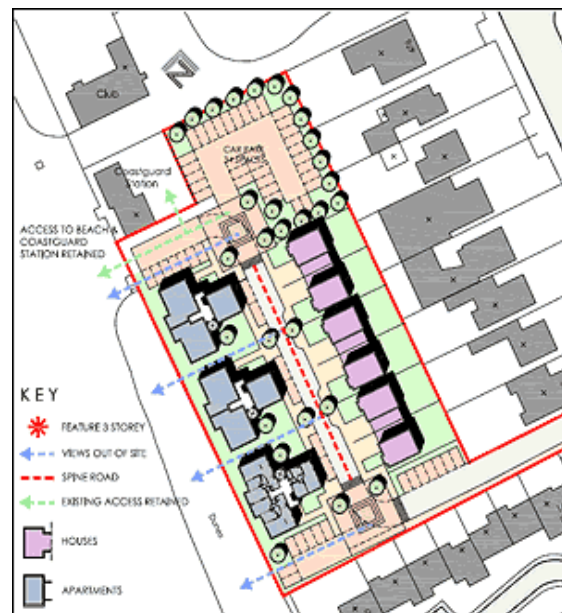 Club
N
CAR PARK
Coastguard
Station
ACCESS TO BEACH &
COASTGUARD
STATION RETAINED
KEY
FEATURE 3 STOREY
VIEWS OUT OF SITE
SPINE ROAD
EXISTING ACCESS RETAINED
HOUSES
APARTMENTS
Dunes